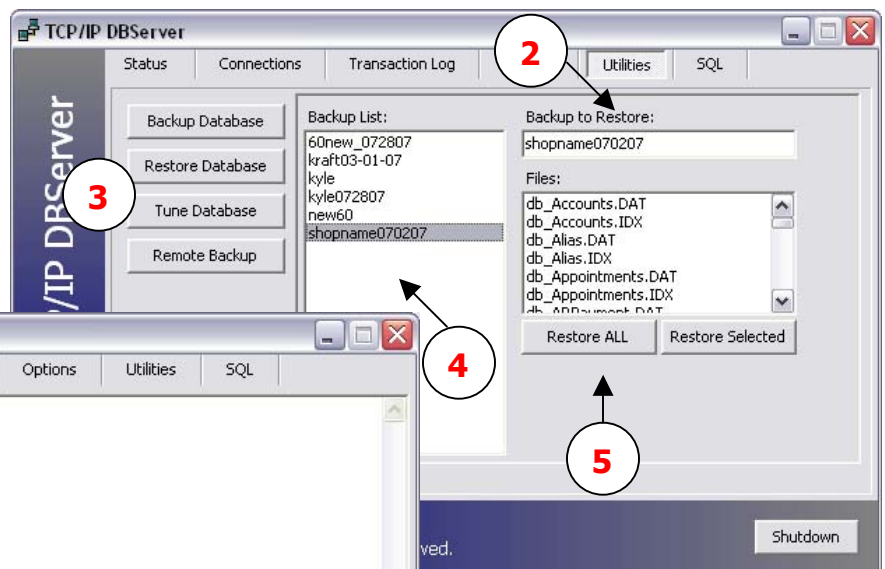 TCP/IP DBServer
Status Connections Transaction Log Utilities SQL
2
/IP DBServer
Backup Database
Restore Database
Tune Database
Remote Backup
3
Backup List:
60new_072807
kraft03-01-07
kyle
kyle072807
new60
shopname070207
4
Backup to Restore:
shopname070207
Files:
db_Accounts.DAT
db_Accounts.IDX
db_Alias.DAT
db_Alias.IDX
db_Appointments.DAT
db_Appointments.IDX
Restore ALL Restore Selected
5
Options Utilities SQL
ved.
Shutdown